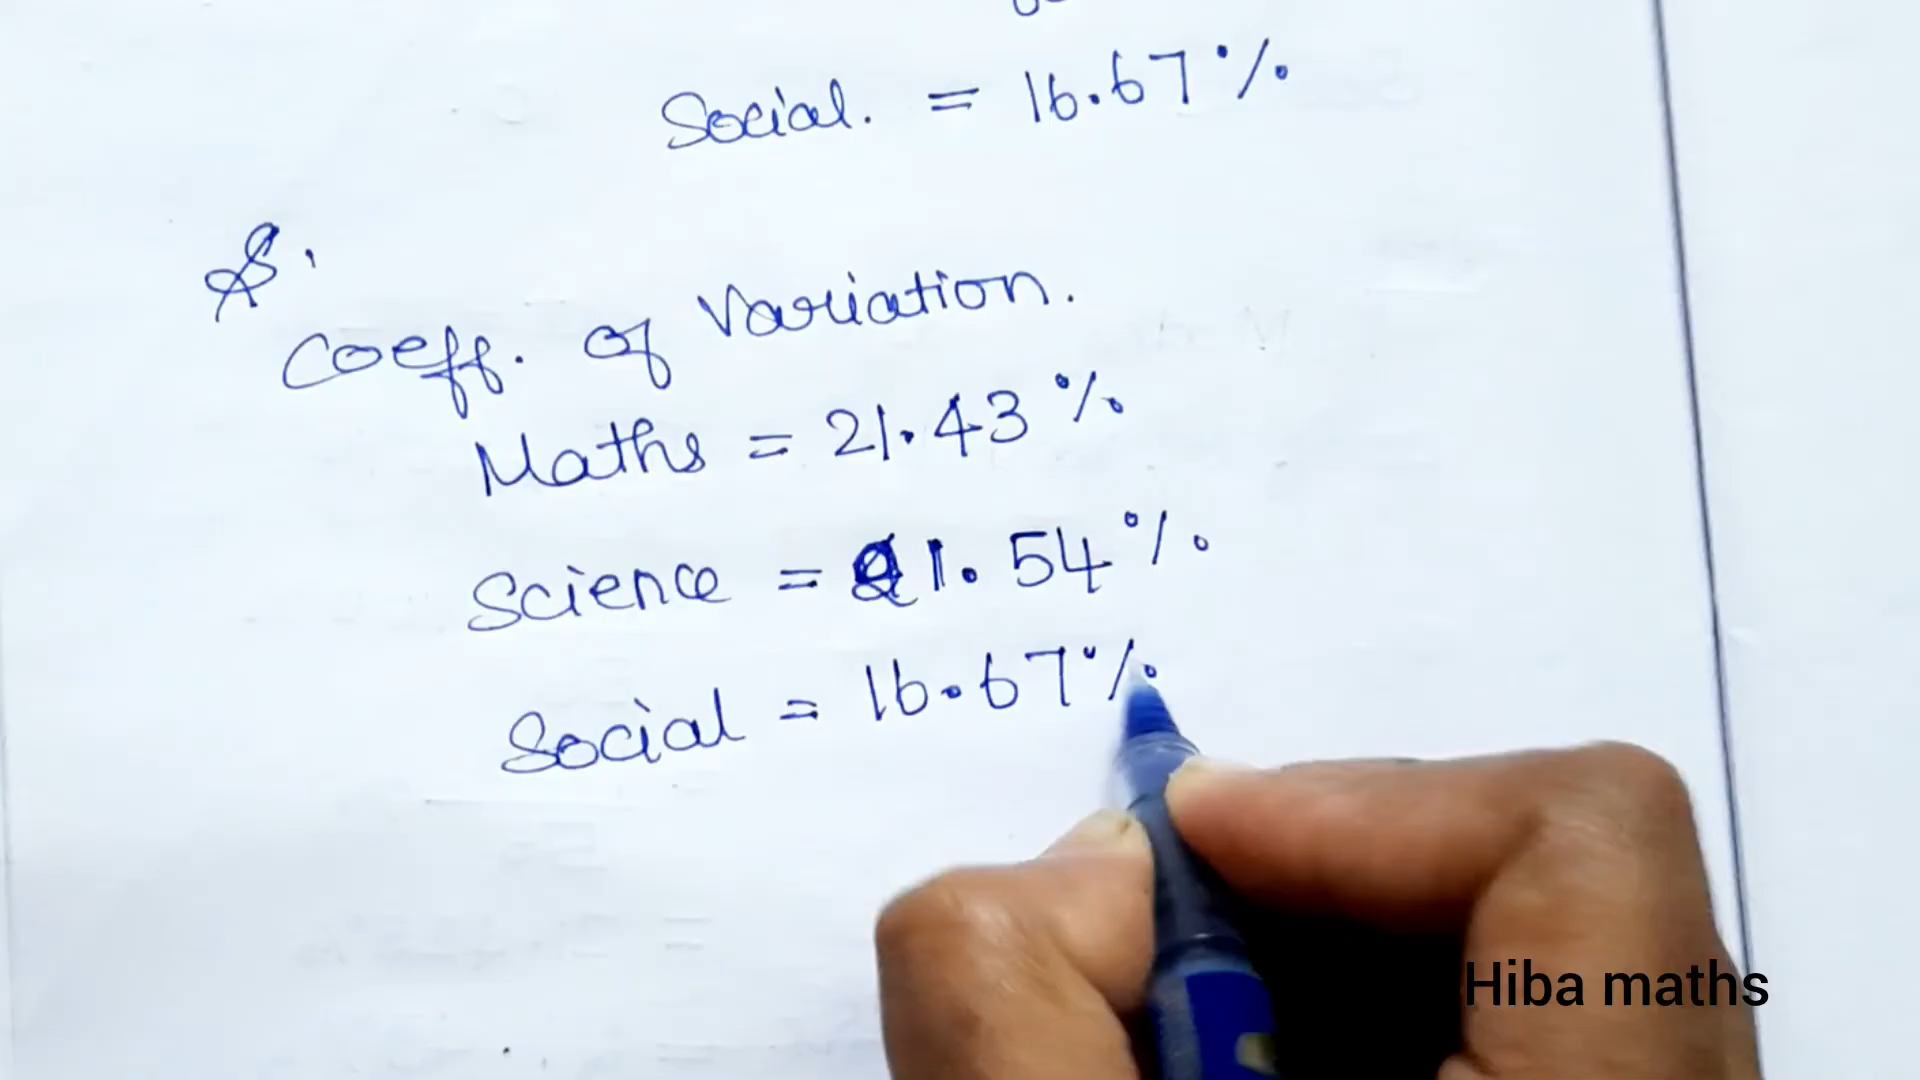 Social. = 16.67%
Coeff. of Variation.
Maths = 21.43%
Science = 21.54%
Social = 16.67%
Hiba maths